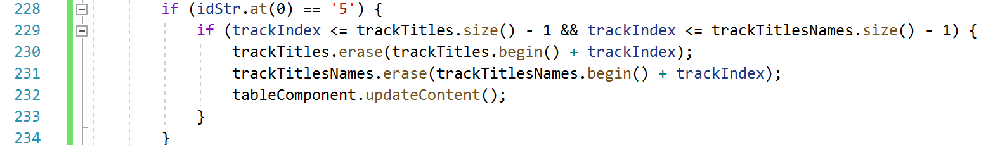 228 if (idStr.at(0) == '5') {
229 if (trackIndex <= trackTitles.size() - 1 && trackIndex <= trackTitlesNames.size() - 1) {
230 trackTitles.erase(trackTitles.begin() + trackIndex);
231 trackTitlesNames.erase(trackTitlesNames.begin() + trackIndex);
232 tableComponent.updateContent();
233 }
234 }